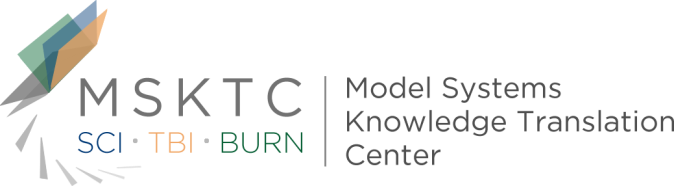 MSKTC
SCI • TBI • BURN
Model Systems
Knowledge Translation
Center